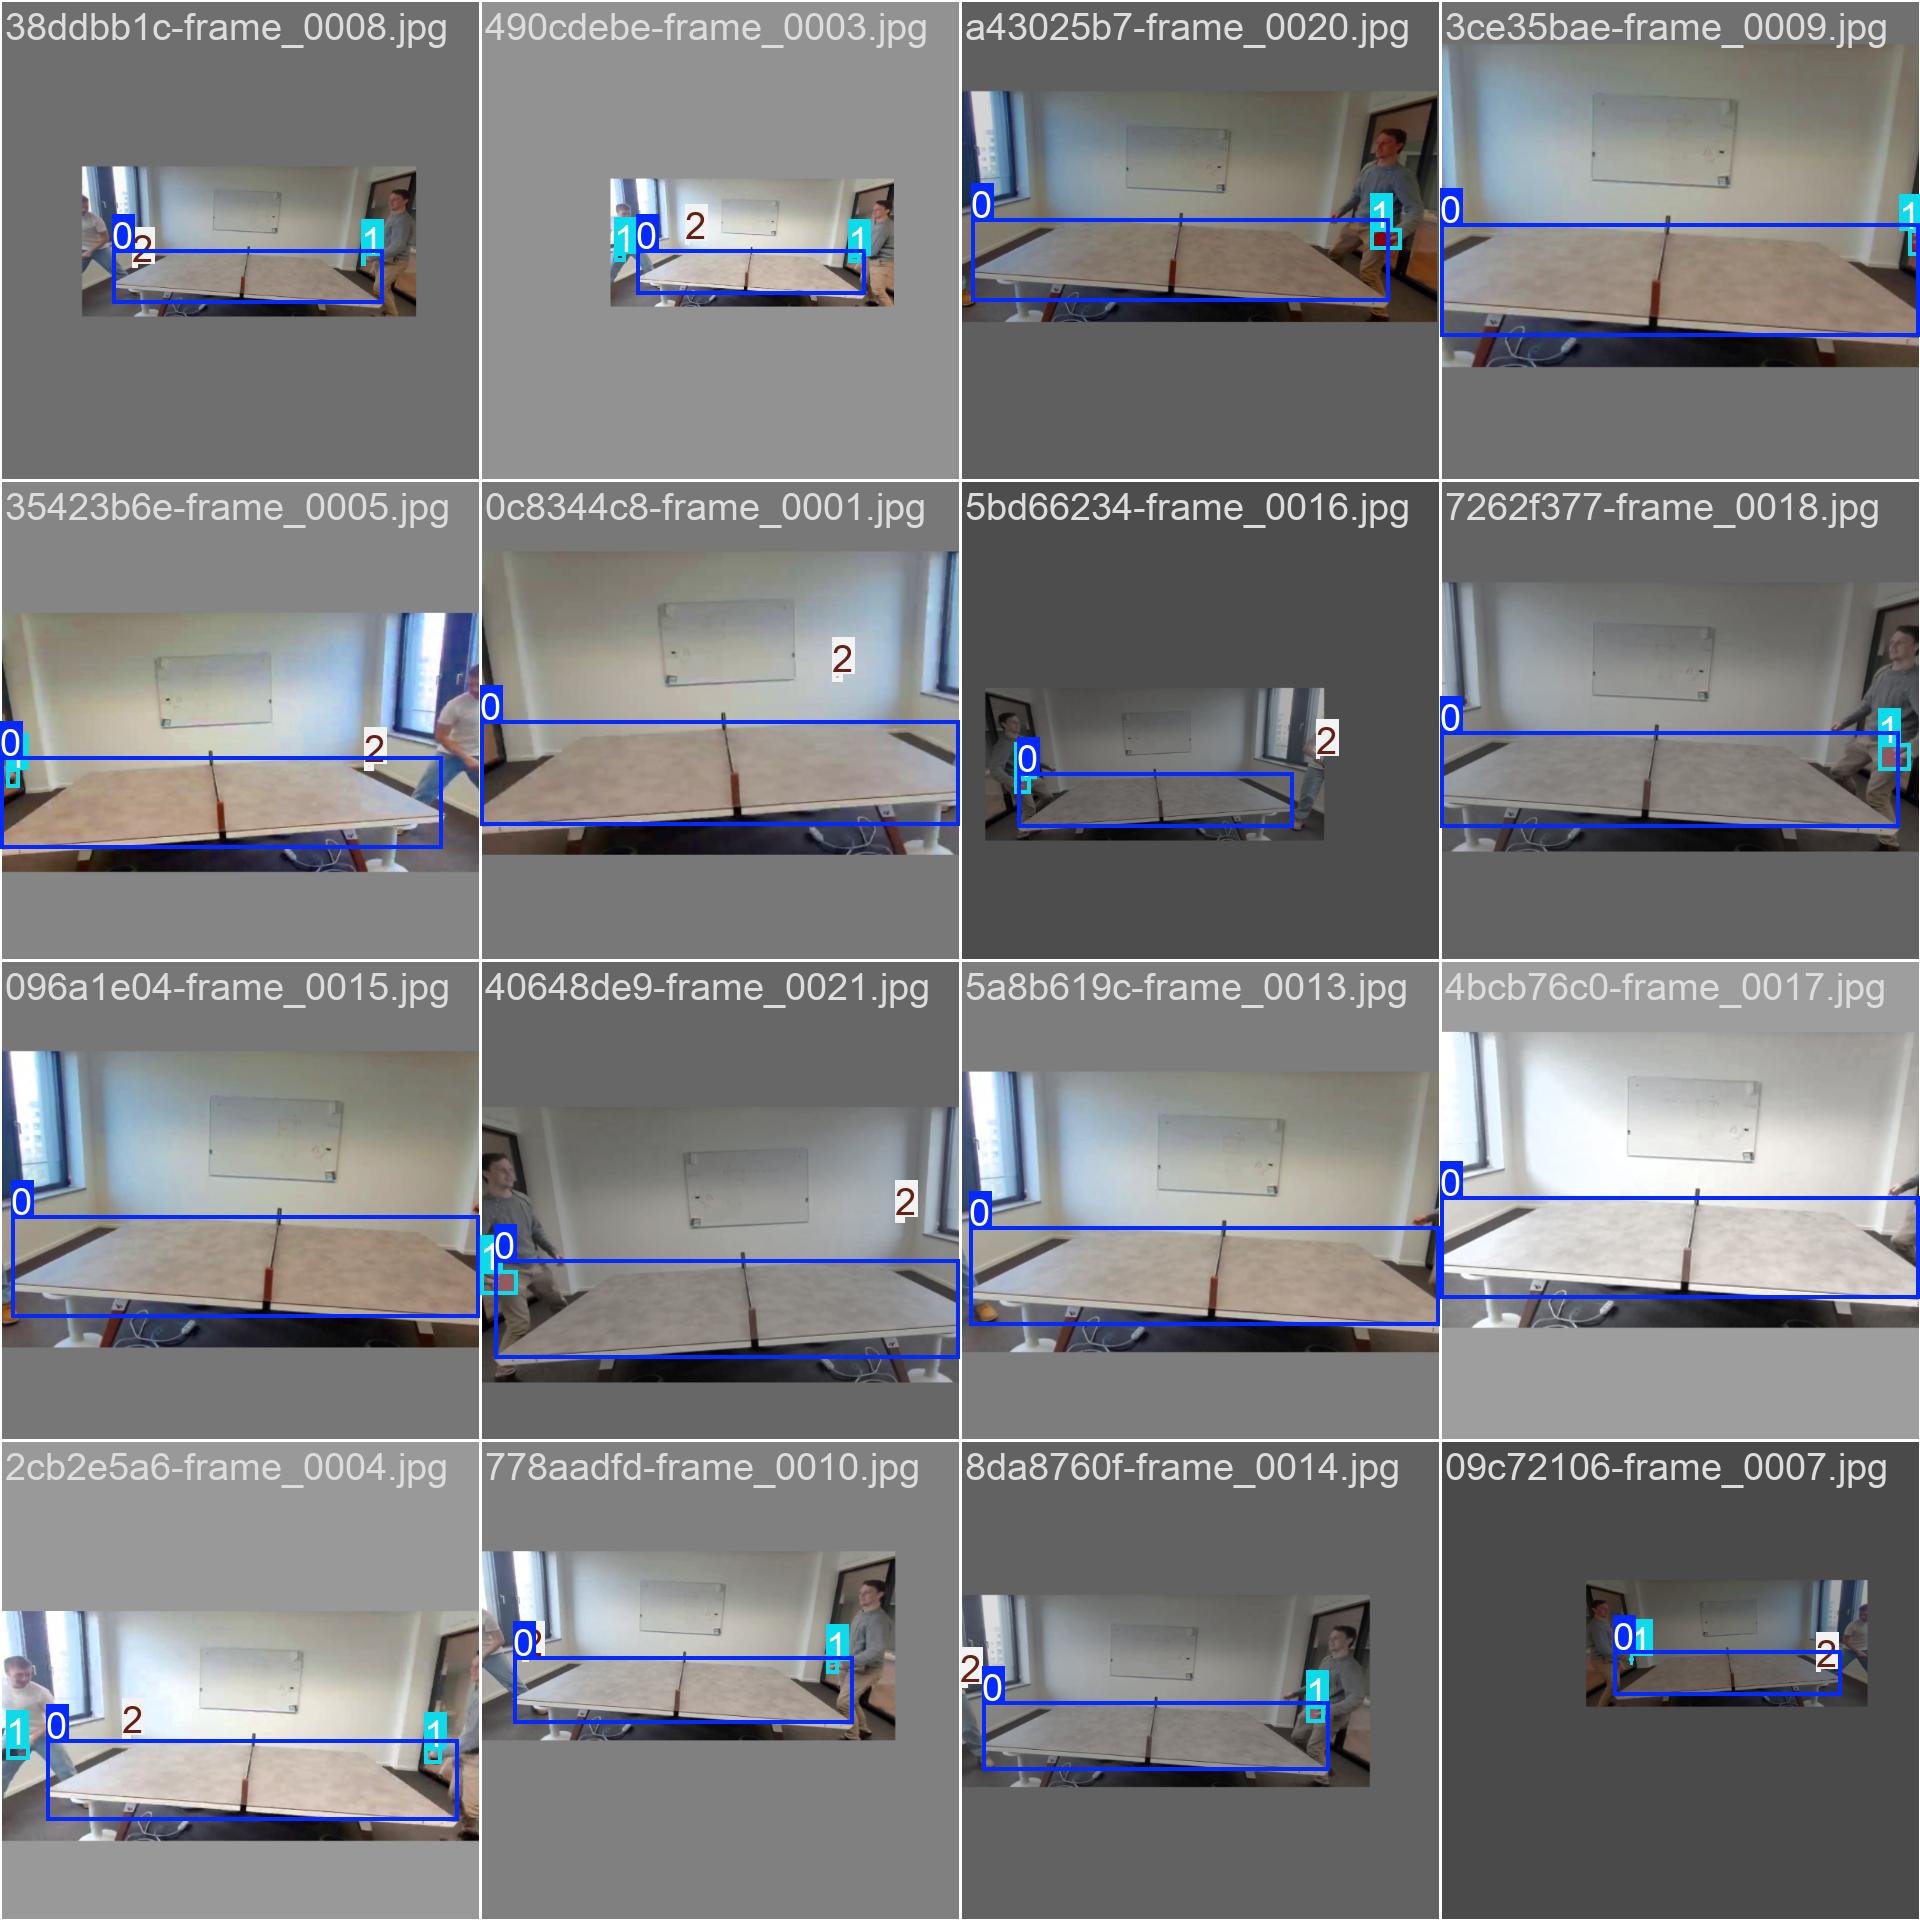 38ddbb1c-frame_0008.jpg
0
2
1
490cdebe-frame_0003.jpg
1
0
2
1
a43025b7-frame_0020.jpg
0
1
3ce35bae-frame_0009.jpg
0
1
35423b6e-frame_0005.jpg
0
1
2
0c8344c8-frame_0001.jpg
0
2
5bd66234-frame_0016.jpg
0
2
7262f377-frame_0018.jpg
0
1
096a1e04-frame_0015.jpg
0
40648de9-frame_0021.jpg
1
0
2
5a8b619c-frame_0013.jpg
0
4bcb76c0-frame_0017.jpg
0
2cb2e5a6-frame_0004.jpg
1
0
2
1
778aadfd-frame_0010.jpg
0
2
1
8da8760f-frame_0014.jpg
2
0
1
09c72106-frame_0007.jpg
0
1
2